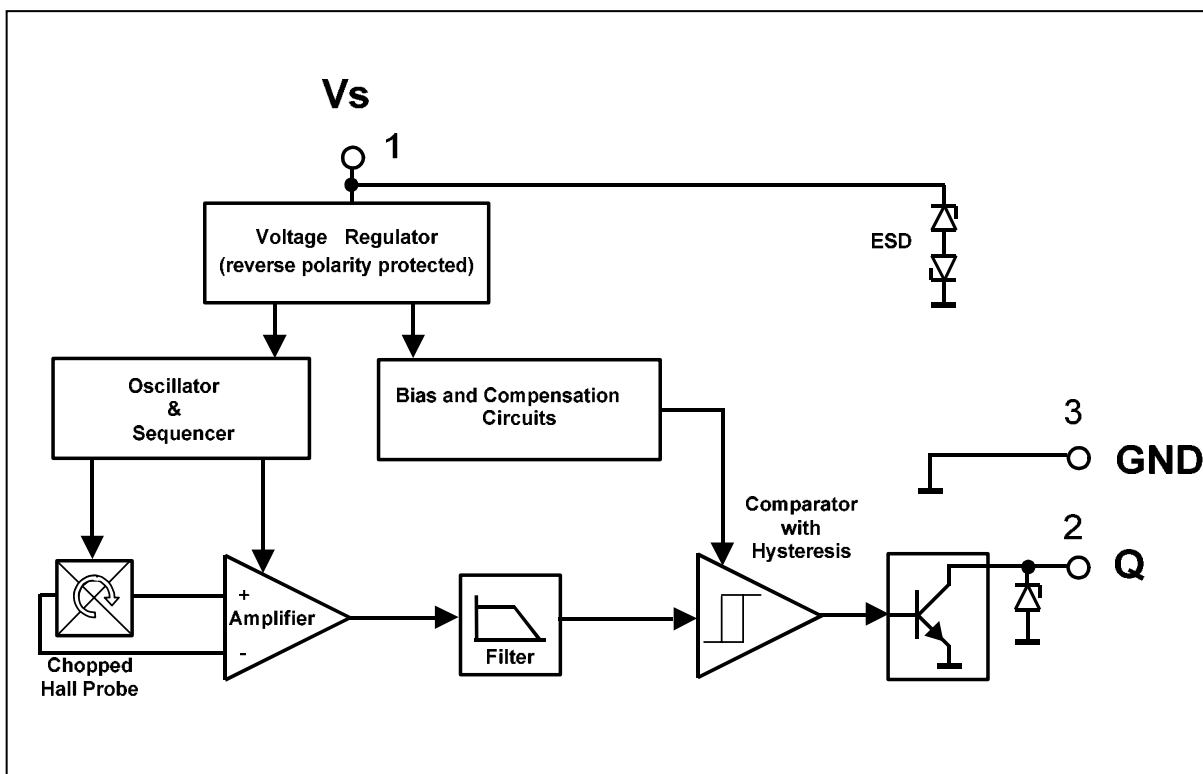 Vs
1
Voltage Regulator
(reverse polarity protected)
ESD
Oscillator
&
Sequencer
Bias and Compensation
Circuits
3
GND
Comparator
with
Hysteresis
2
Q
+
Amplifier
-
Filter
Chopped
Hall Probe